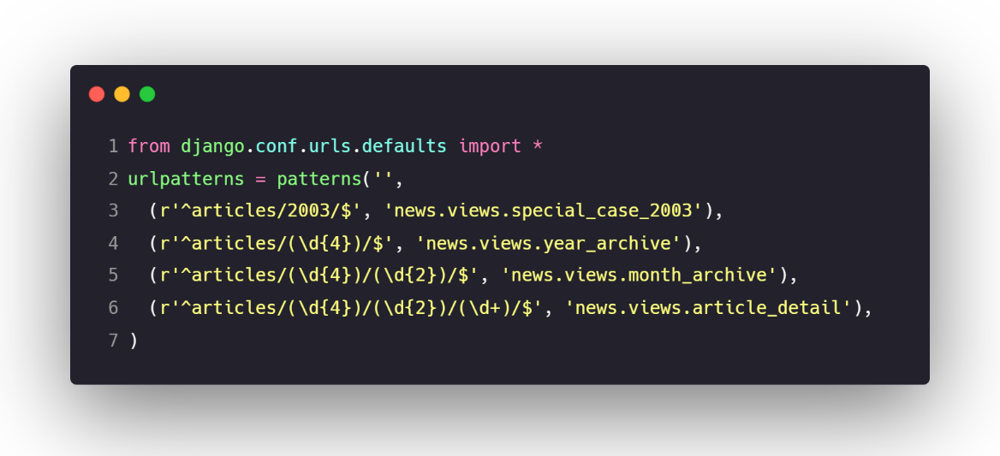 1 from django.conf.urls.defaults import *
2 urlpatterns = patterns('',
3   (r'^articles/2003/$', 'news.views.special_case_2003'),
4   (r'^articles/(\d{4})/$', 'news.views.year_archive'),
5   (r'^articles/(\d{4})/(\d{2})/$', 'news.views.month_archive'),
6   (r'^articles/(\d{4})/(\d{2})/(\d+)/$', 'news.views.article_detail'),
7 )